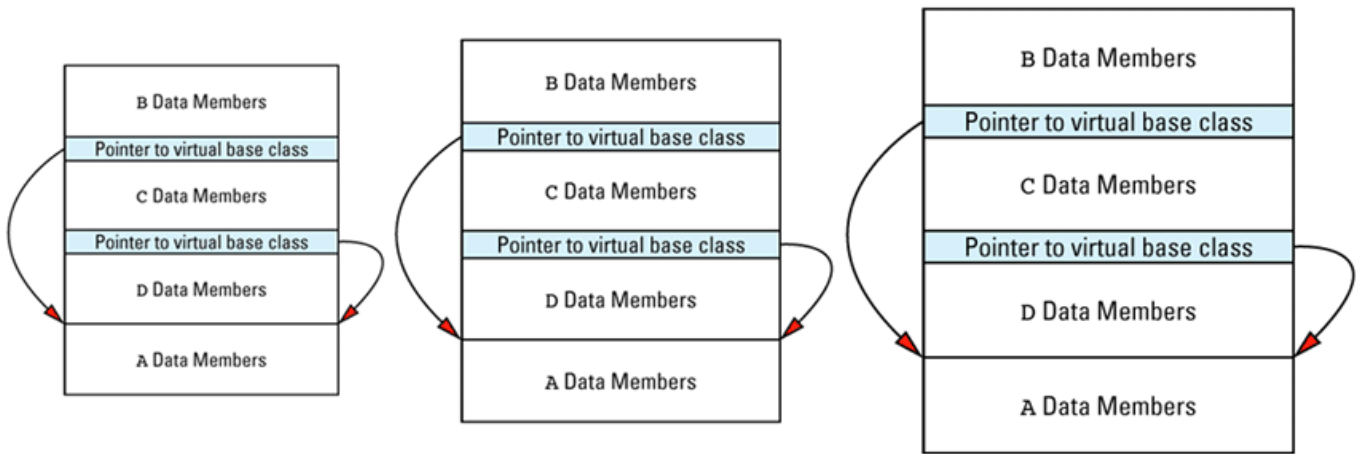 B Data Members
Pointer to virtual base class
C Data Members
Pointer to virtual base class
D Data Members
A Data Members
B Data Members
Pointer to virtual base class
C Data Members
Pointer to virtual base class
D Data Members
A Data Members
B Data Members
Pointer to virtual base class
C Data Members
Pointer to virtual base class
D Data Members
A Data Members